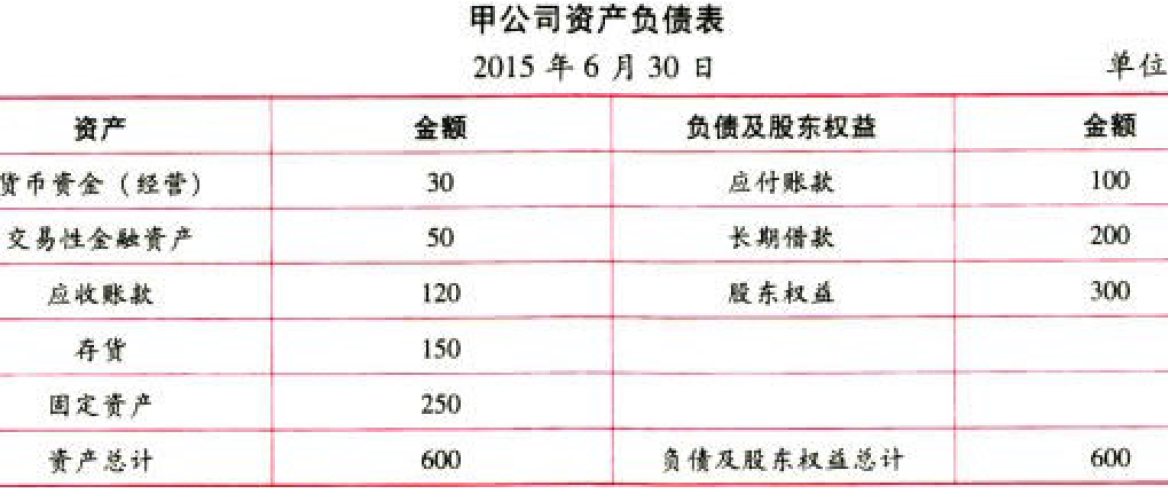 甲公司资产负债表
2015 年 6 月 30 日 单位
资产 金额 负债及股东权益 金额
货币资金（经营） 30 应付账款 100
交易性金融资产 50 长期借款 200
应收账款 120 股东权益 300
存货 150
固定资产 250
资产总计 600 负债及股东权益总计 600